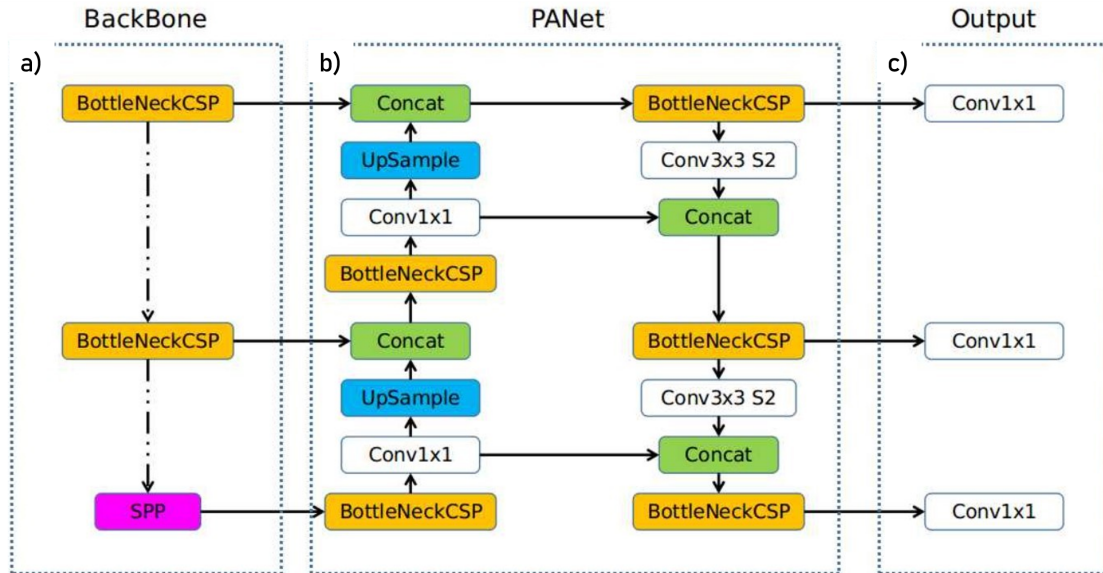 BackBone
PANet
Output
a)
b)
c)
BottleNeckCSP
Concat
BottleNeckCSP
Conv1x1
UpSample
Conv3x3 S2
Conv1x1
Concat
BottleNeckCSP
BottleNeckCSP
Concat
BottleNeckCSP
Conv1x1
UpSample
Conv3x3 S2
Conv1x1
Concat
SPP
BottleNeckCSP
BottleNeckCSP
Conv1x1